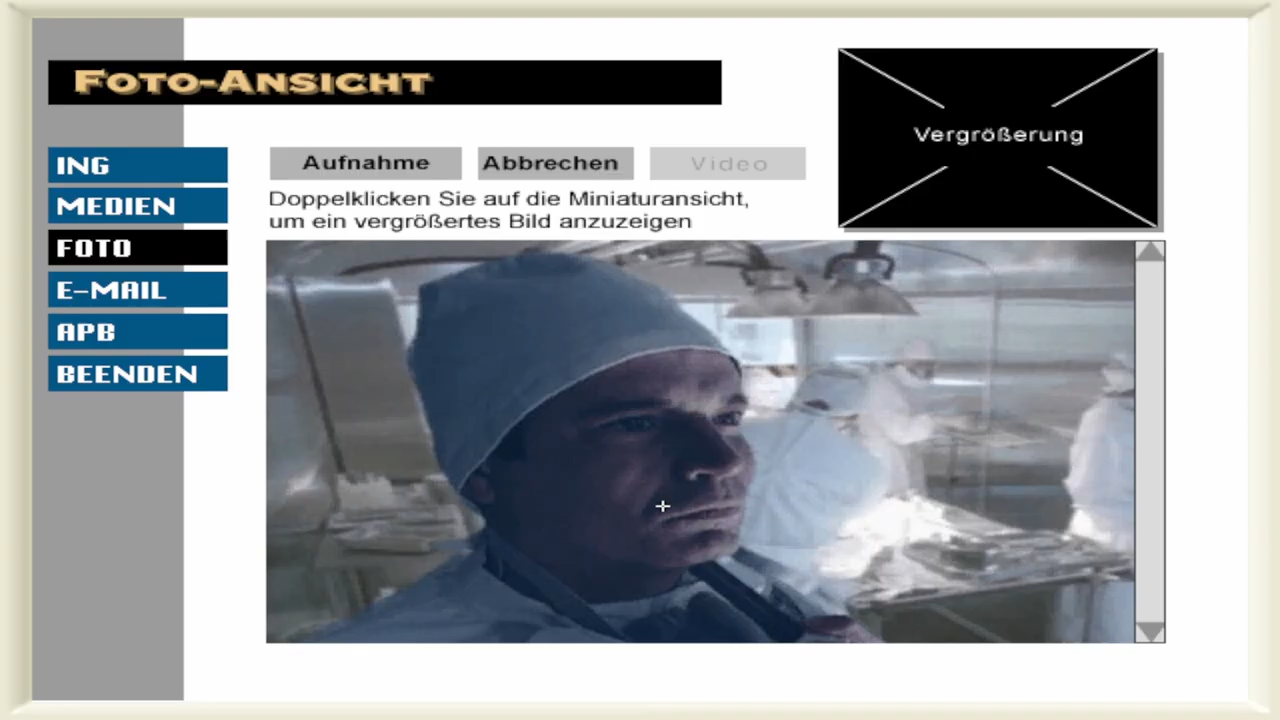 FOTO-ANSICHT
Vergrößerung
ING
MEDIEN
FOTO
E-MAIL
APB
BEENDEN
Aufnahme
Abbrechen
Video
Doppelklicken Sie auf die Miniaturansicht,
um ein vergrößertes Bild anzuzeigen